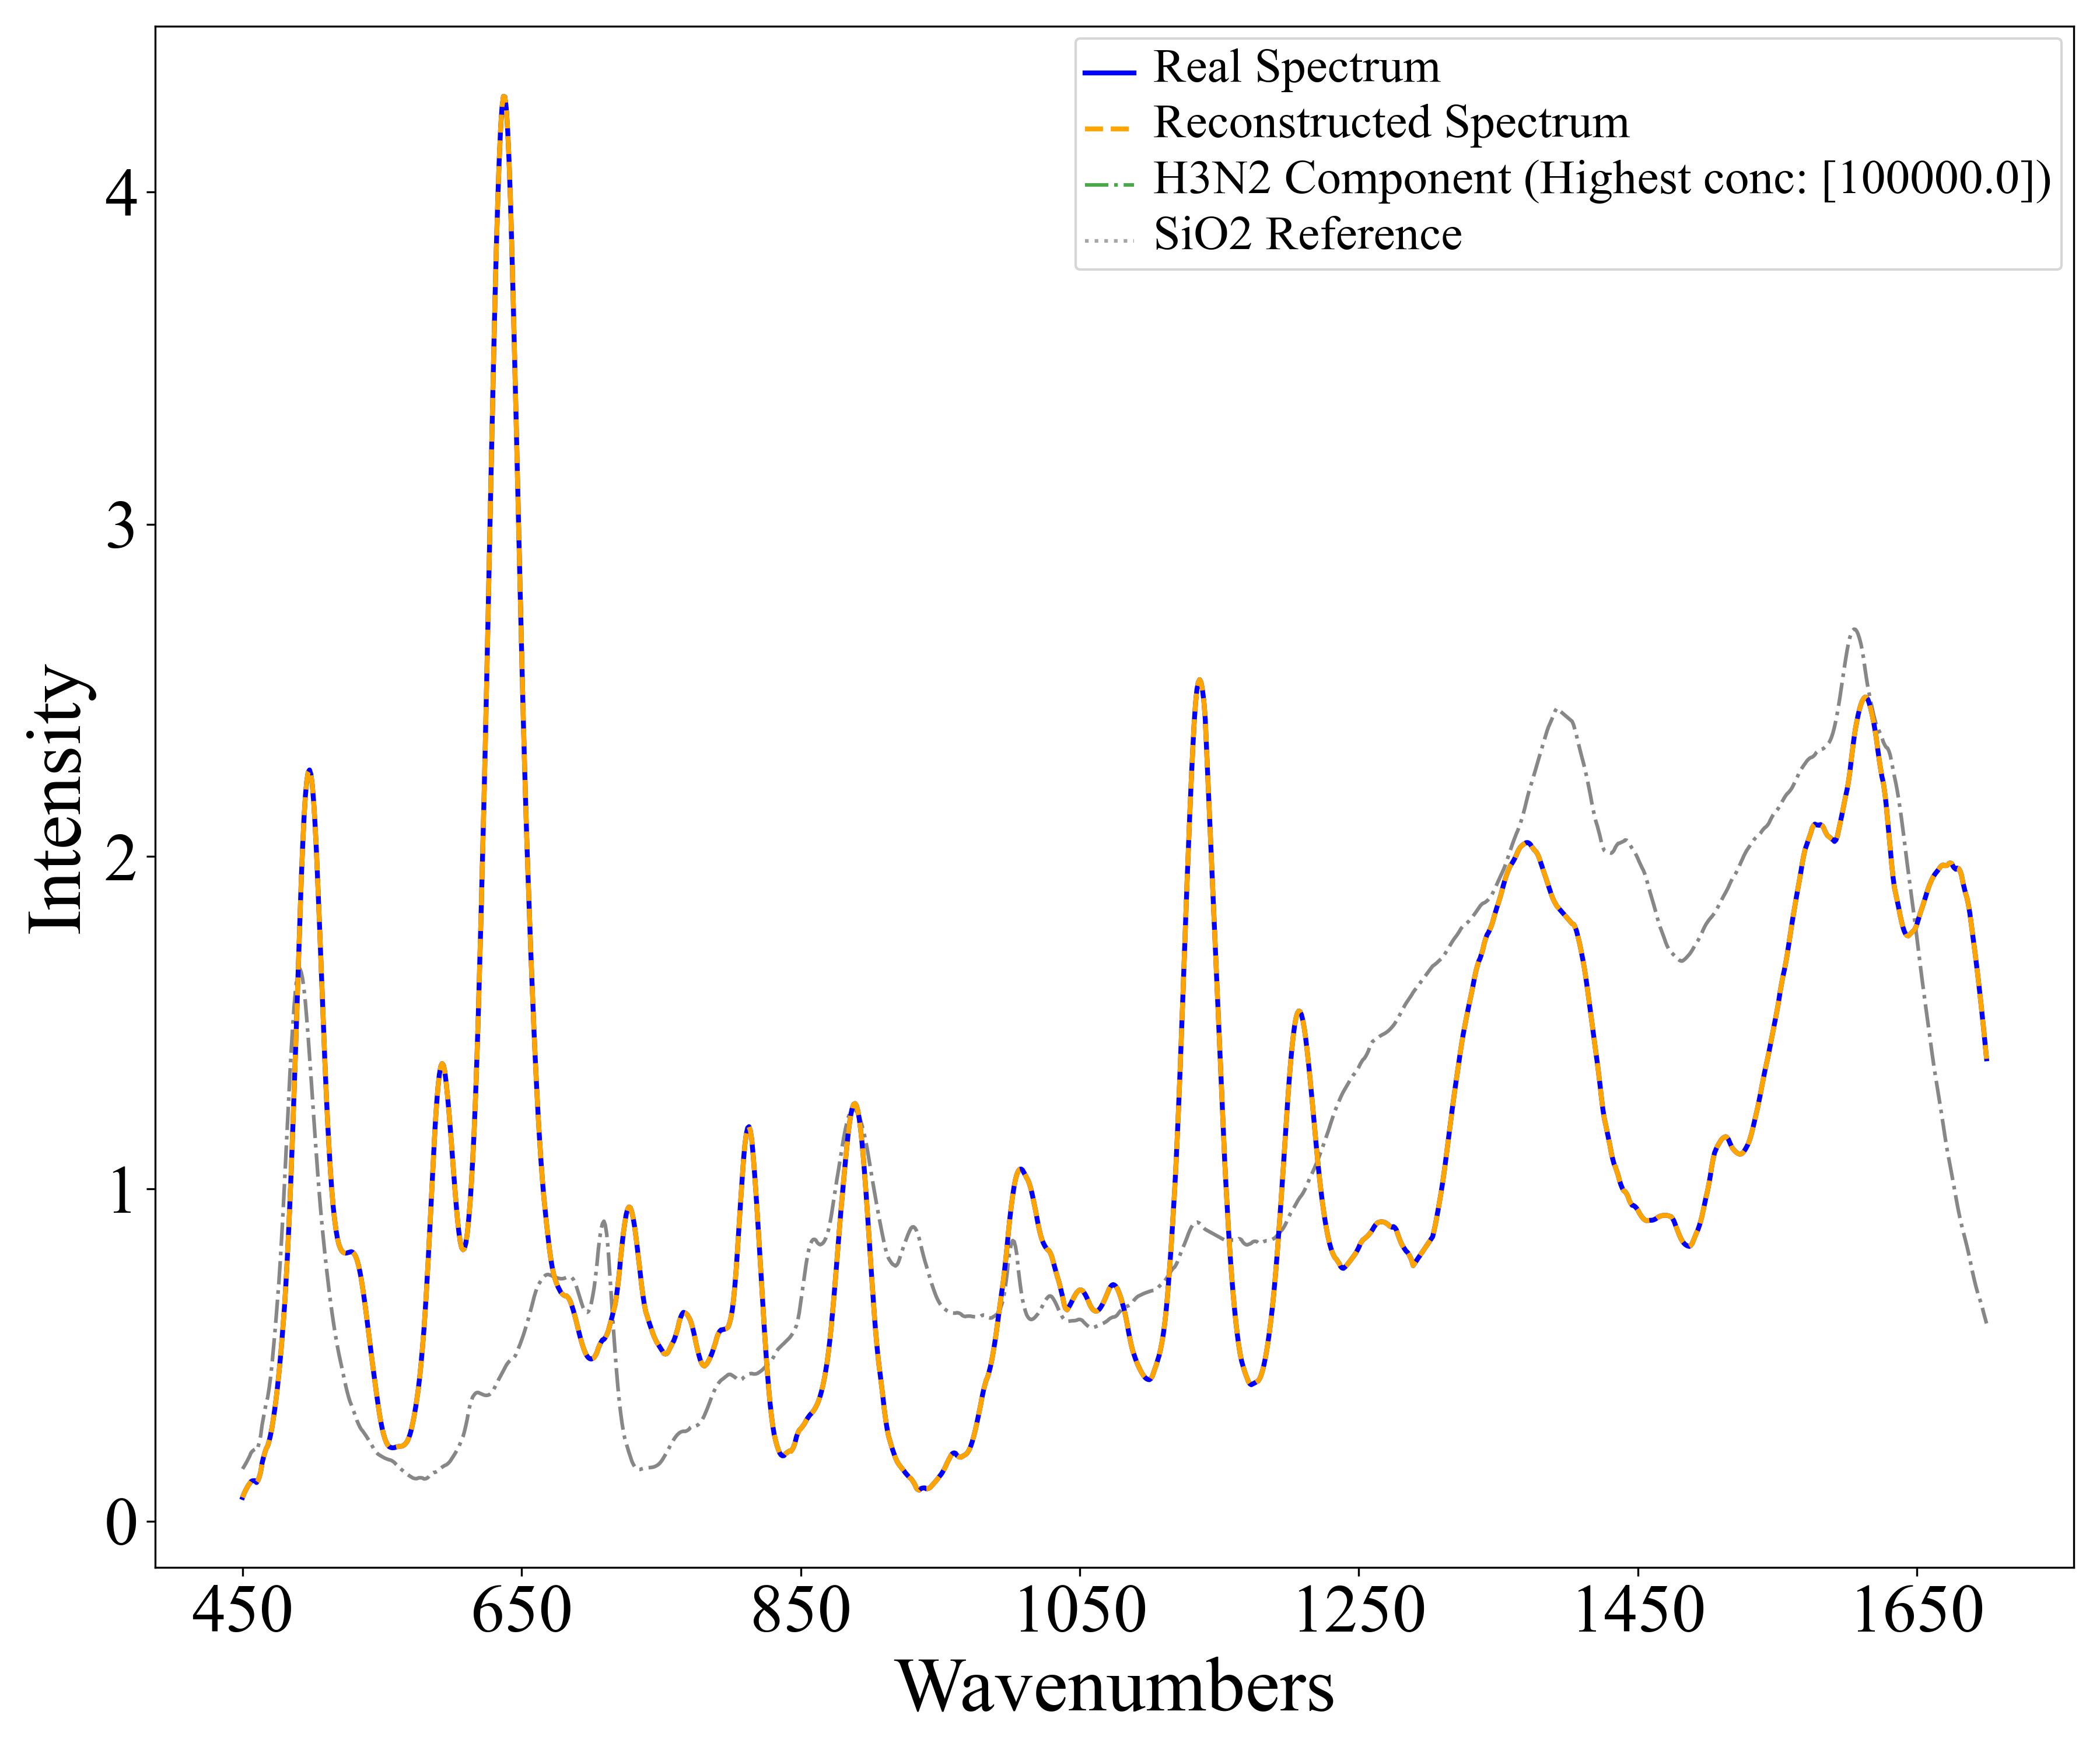 Real Spectrum
Reconstructed Spectrum
H3N2 Component (Highest conc: [100000.0])
SiO2 Reference
4
3
2
1
0
Intensity
450 650 850 1050 1250 1450 1650
Wavenumbers